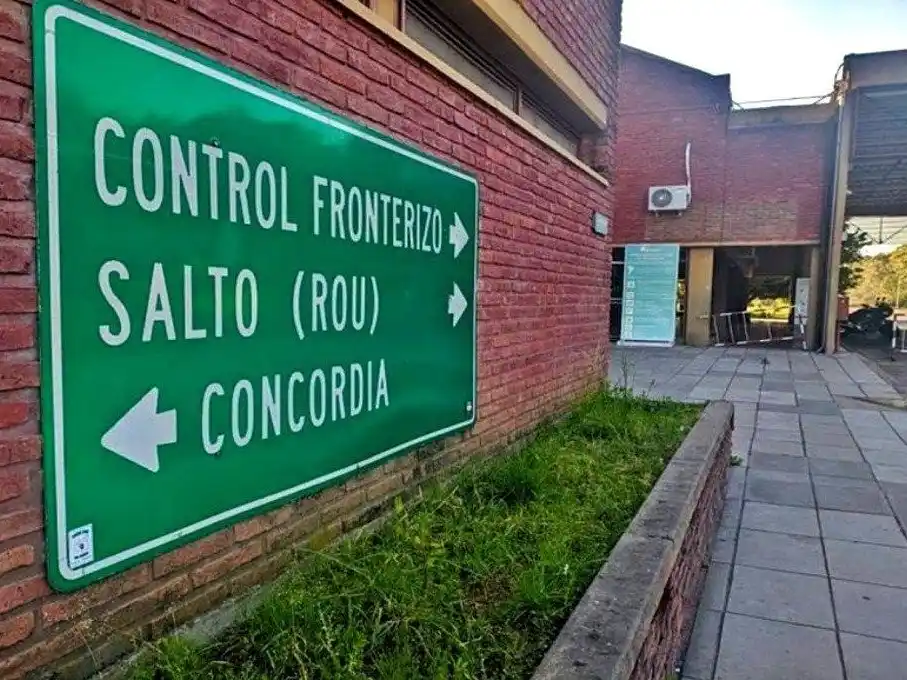 CONTROL FRONTERIZO
SALTO (ROU)
CONCORDIA